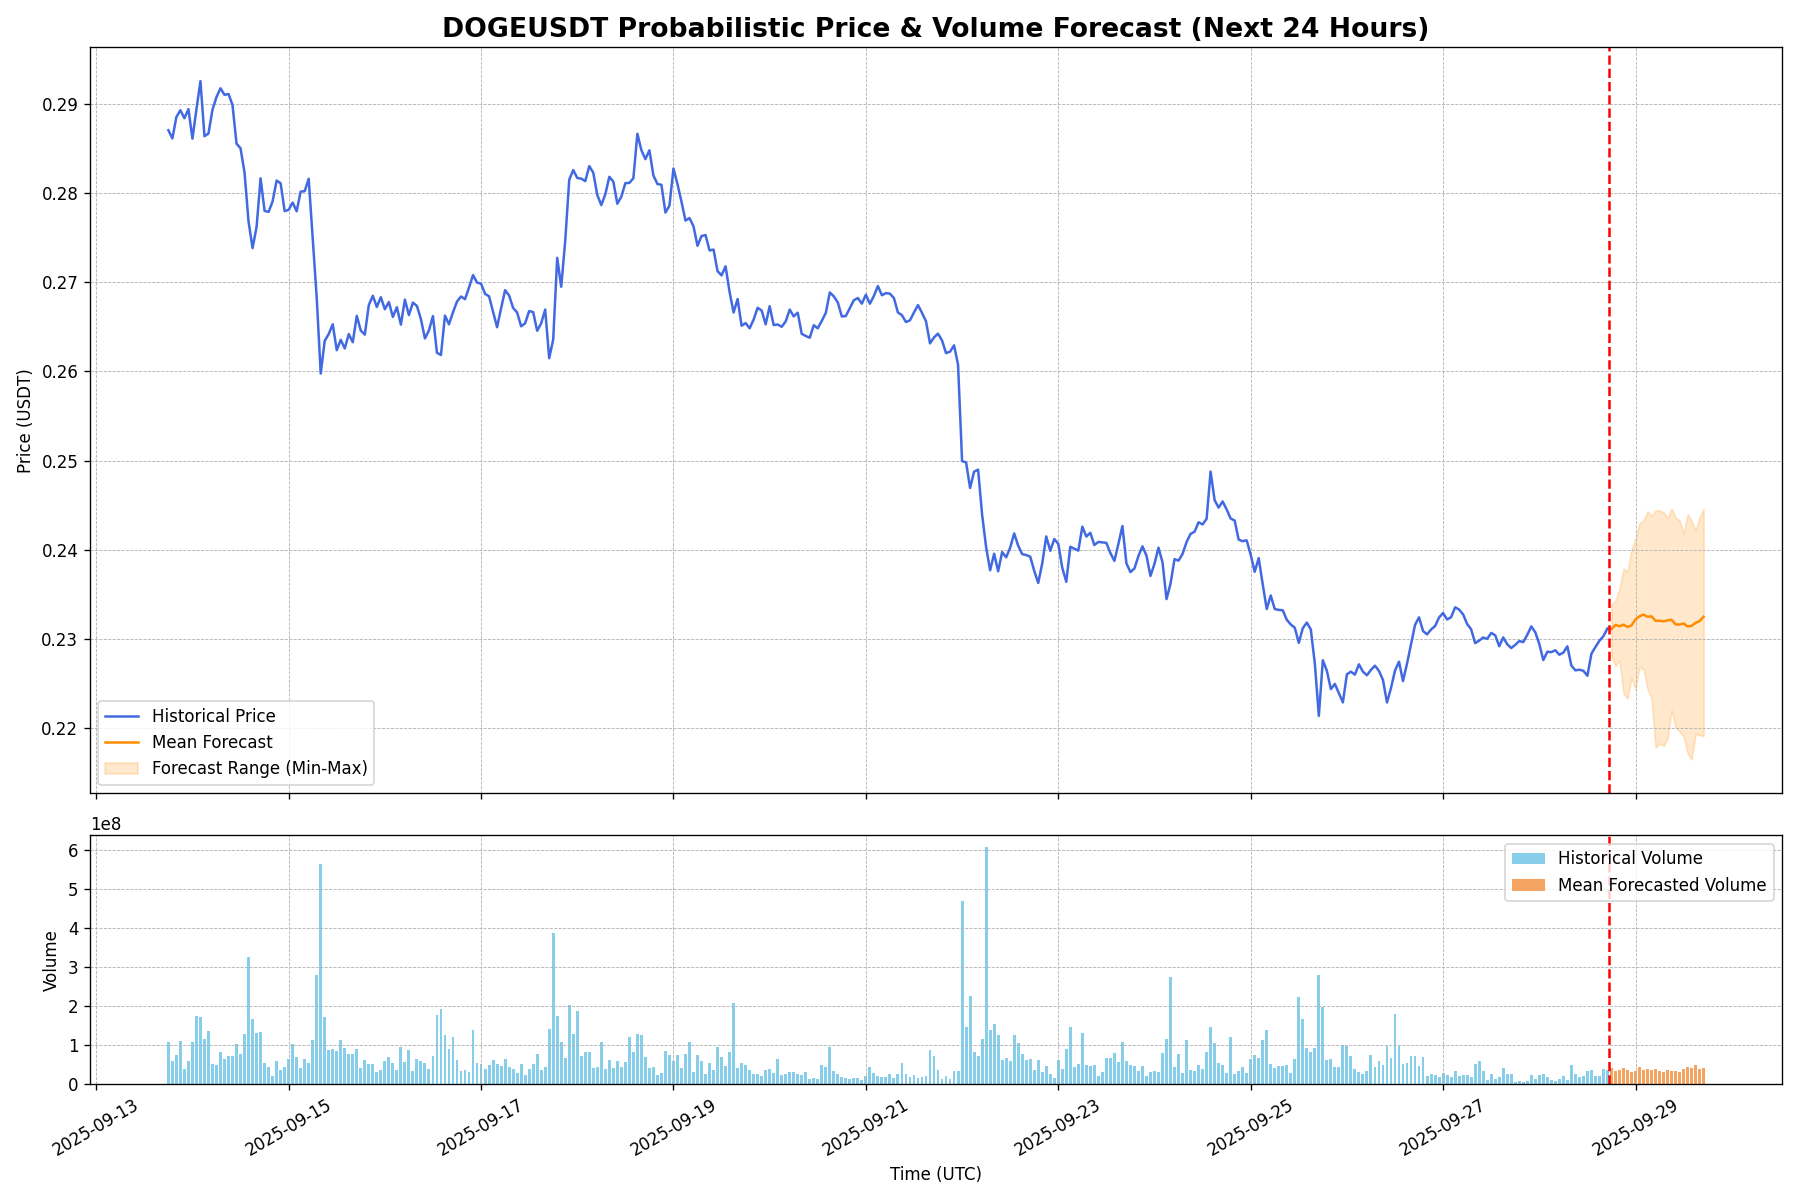 DOGEUSDT Probabilistic Price & Volume Forecast (Next 24 Hours)
Price (USDT)
0.29
0.28
0.27
0.26
0.25
0.24
0.23
0.22
Historical Price
Mean Forecast
Forecast Range (Min-Max)
1e8
Volume
6
5
4
3
2
1
0
Historical Volume
Mean Forecasted Volume
2025-09-13
2025-09-15
2025-09-17
2025-09-19
2025-09-21
2025-09-23
2025-09-25
2025-09-27
2025-09-29
Time (UTC)